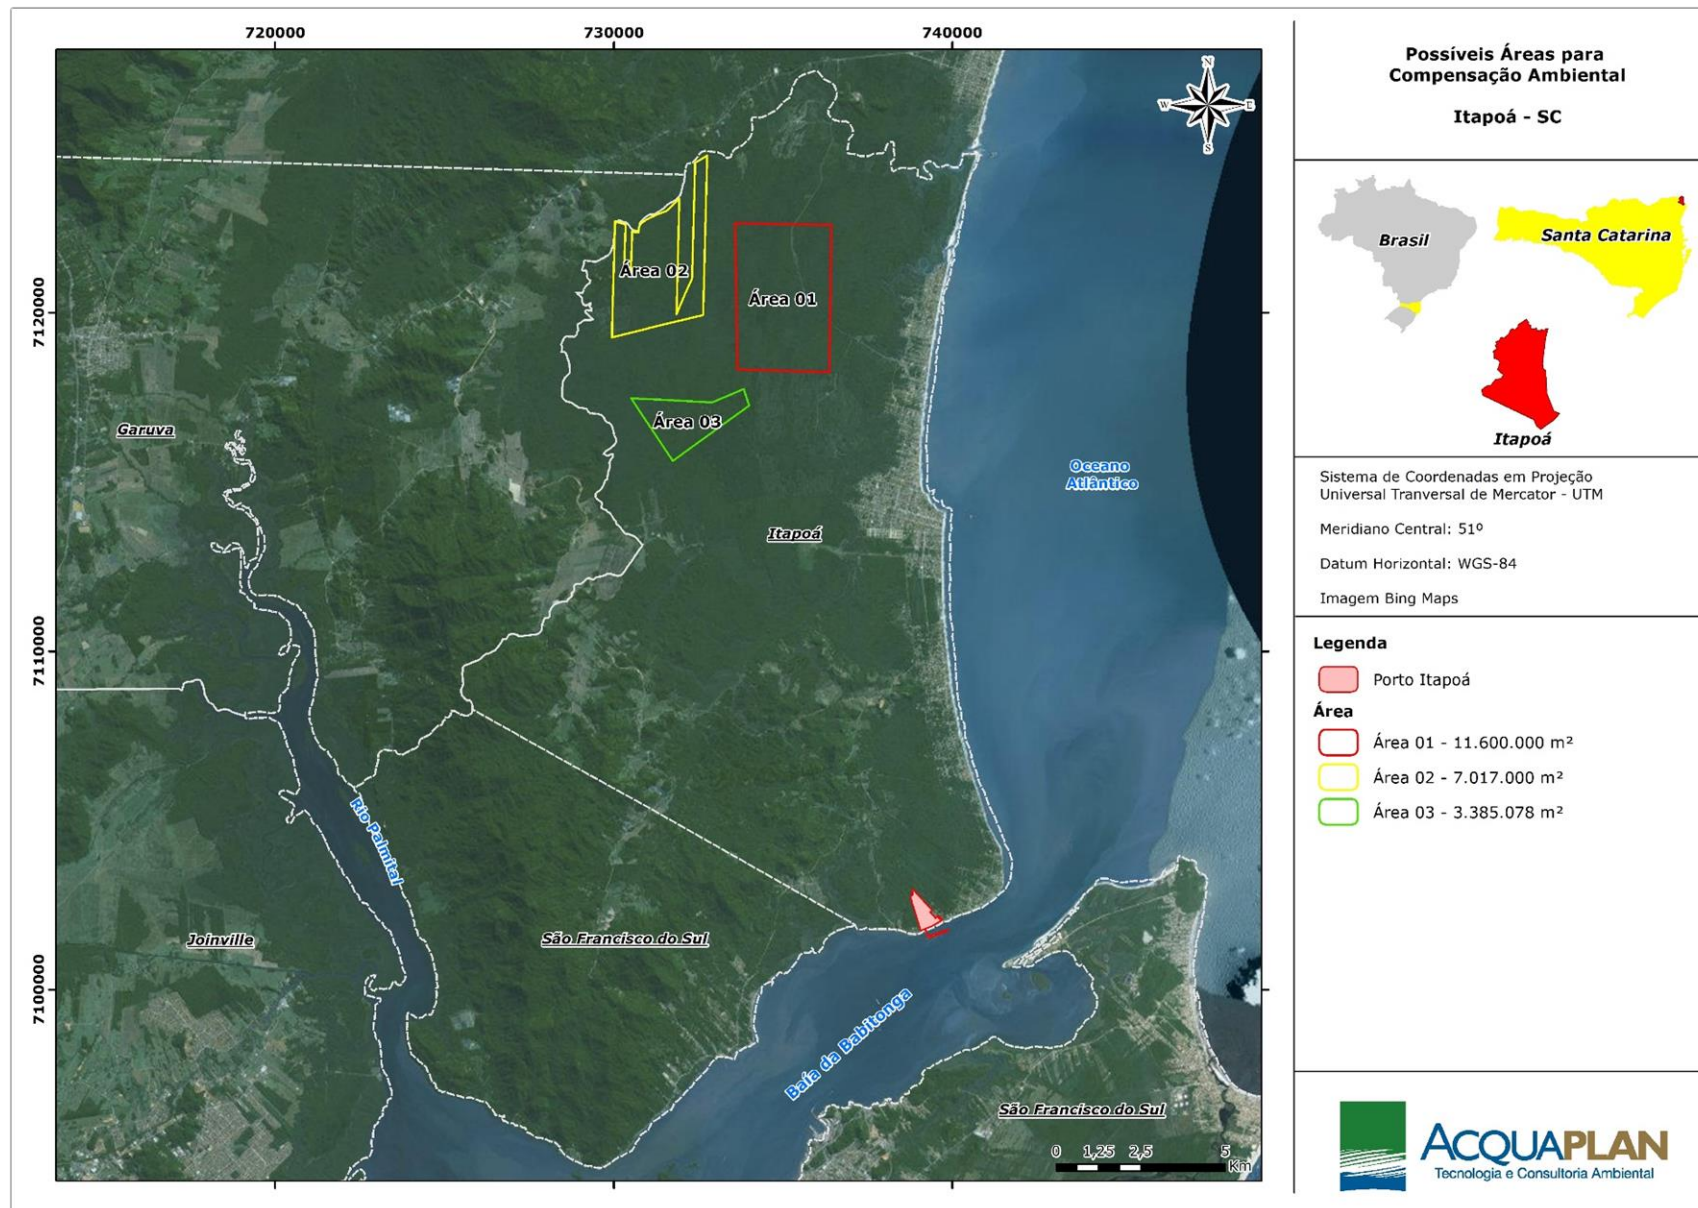 720000
730000
740000
7120000
7110000
7100000
N
W
E
S
Área 02
Área 01
Área 03
Garuva
Itapoá
Oceano
Atlântico
Rio Palmital
Joinville
São Francisco do Sul
Baía da Babitonga
São Francisco do Sul
0 1,25 2,5 5
Km
Possíveis Áreas para
Compensação Ambiental
Itapoá - SC
Brasil
Santa Catarina
Itapoá
Sistema de Coordenadas em Projeção
Universal Tranversal de Mercator - UTM
Meridiano Central: 51º
Datum Horizontal: WGS-84
Imagem Bing Maps
Legenda
Porto Itapoá
Área
Área 01 - 11.600.000 m²
Área 02 - 7.017.000 m²
Área 03 - 3.385.078 m²
ACQUAPLAN
Tecnologia e Consultoria Ambiental